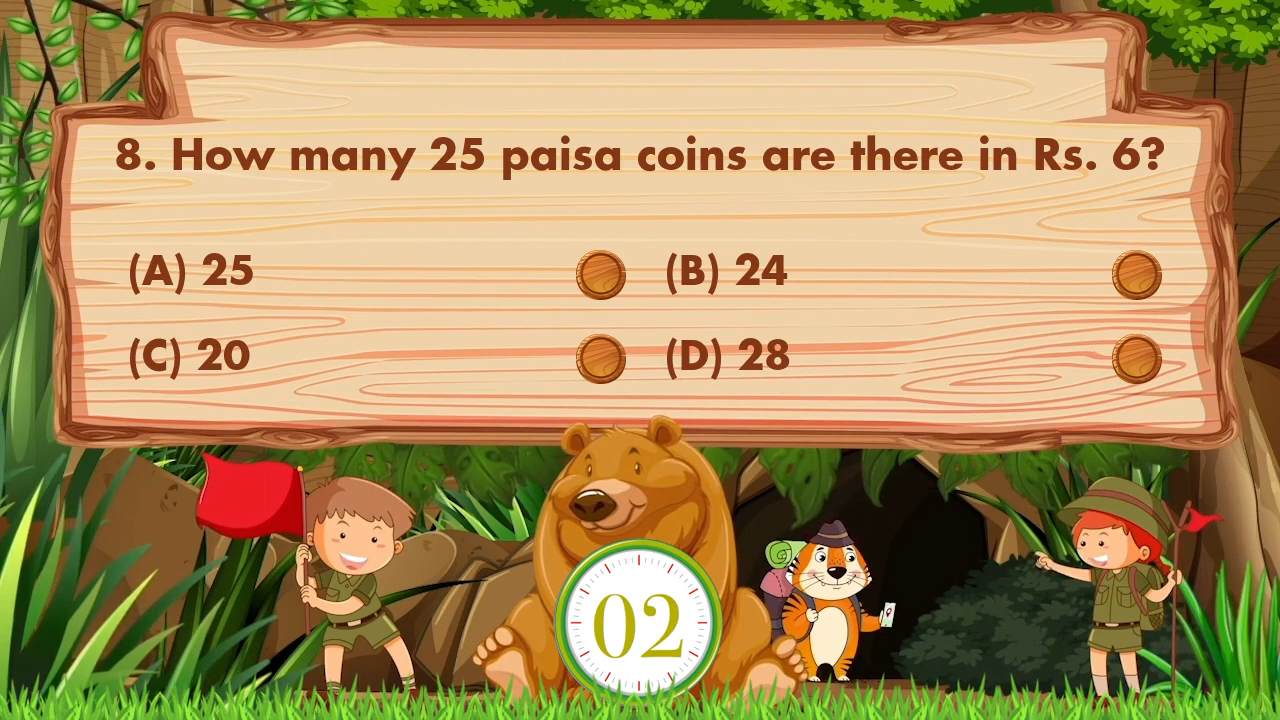 8. How many 25 paisa coins are there in Rs. 6?
(A) 25
(B) 24
(C) 20
(D) 28
02